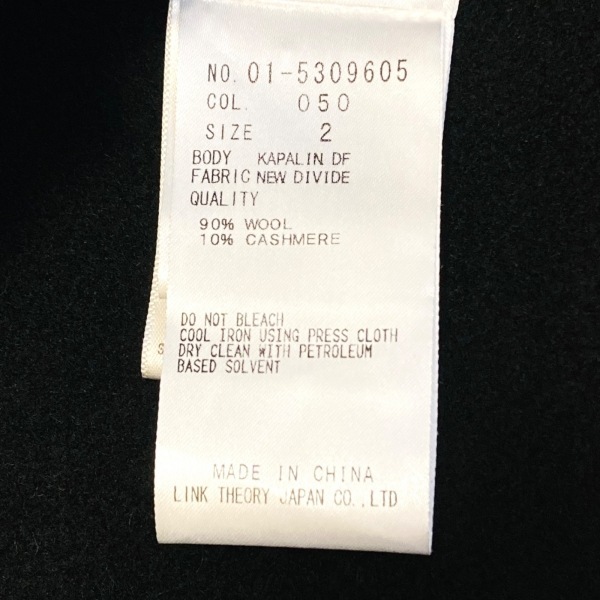 NO. 01-5309605
COL. 050
SIZE 2
BODY KAPALIN DF
FABRIC NEW DIVIDE
QUALITY
90% WOOL
10% CASHMERE
DO NOT BLEACH
COOL IRON USING PRESS CLOTH
DRY CLEAN WITH PETROLEUM
BASED SOLVENT
MADE IN CHINA
LINK THEORY JAPAN CO.,LTD